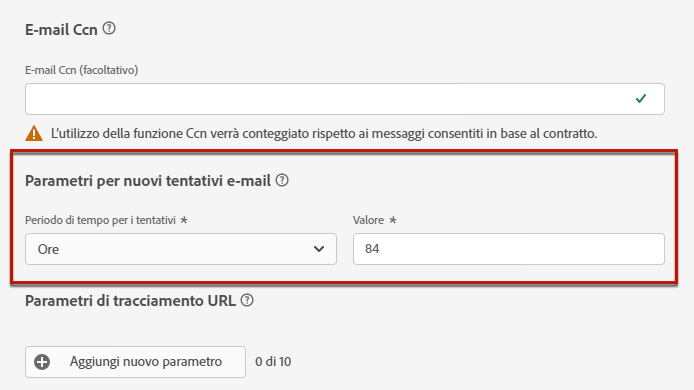 E-mail Ccn
E-mail Ccn (facoltativo)
L'utilizzo della funzione Ccn verrà conteggiato rispetto ai messaggi consentiti in base al contratto.
Parametri per nuovi tentativi e-mail
Periodo di tempo per i tentativi * Valore *
Ore 84
Parametri di tracciamento URL
Aggiungi nuovo parametro 0 di 10